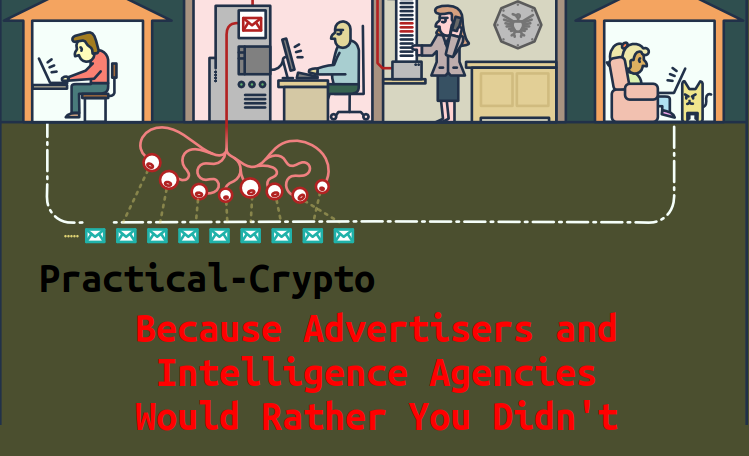 Practical-Crypto
Because Advertisers and
Intelligence Agencies
Would Rather You Didn't